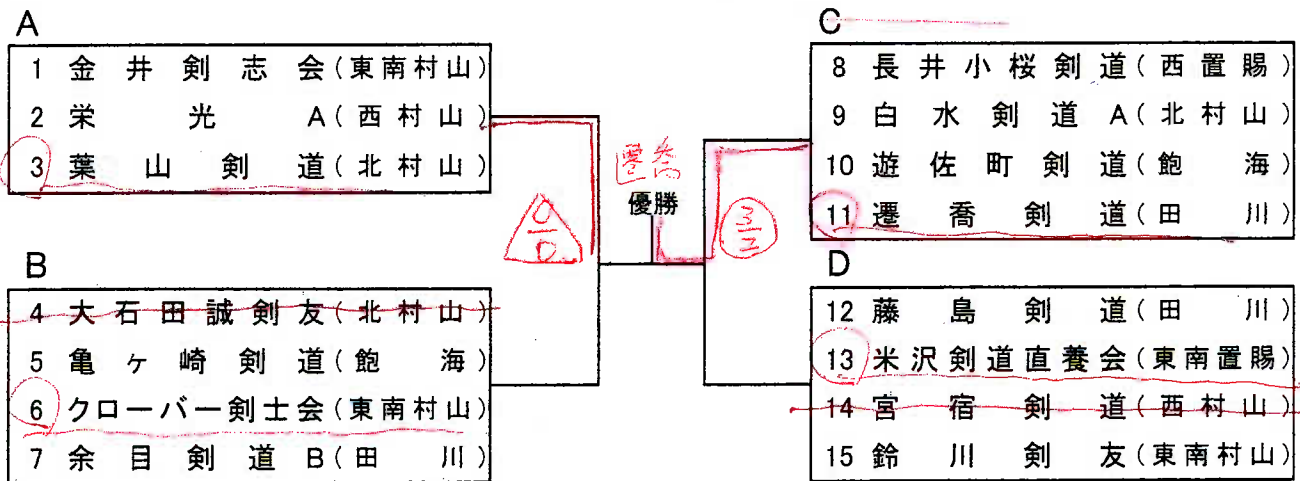 A
1 金井剣志会(東南村山)
2 栄光A(西村山)
3 葉山剣道(北村山)
B
4 大石田誠剣友(北村山)
5 亀ヶ崎剣道(飽海)
6 クローバー剣士会(東南村山)
7 余目剣道B(田川)
0
0
遷喬
優勝
3
2
C
8 長井小桜剣道(西置賜)
9 白水剣道A(北村山)
10 遊佐町剣道(飽海)
11 遷喬剣道(田川)
D
12 藤島剣道(田川)
13 米沢剣道直養会(東南置賜)
14 宮宿剣道(西村山)
15 鈴川剣友(東南村山)